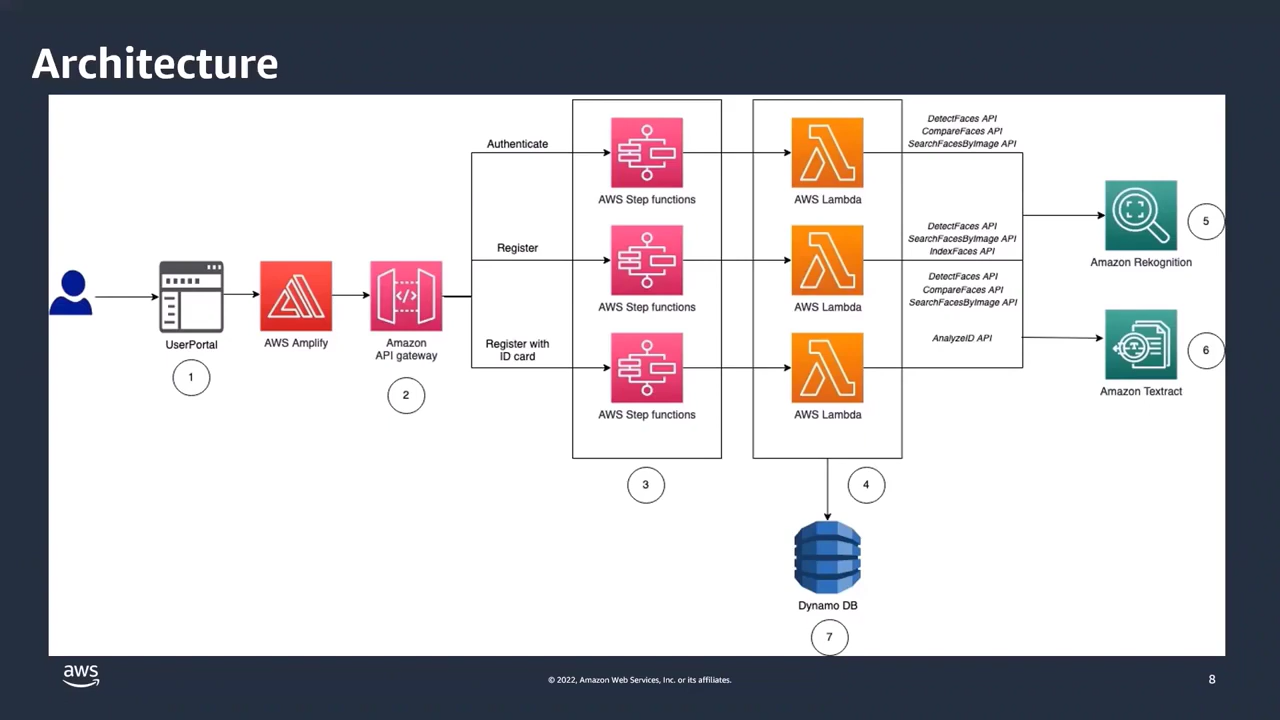 Architecture
Authenticate
AWS Step functions
AWS Lambda
DetectFaces API
CompareFaces API
SearchFacesByImage API
Register
AWS Step functions
AWS Lambda
DetectFaces API
SearchFacesByImage API
IndexFaces API
DetectFaces API
CompareFaces API
SearchFacesByImage API
Amazon Rekognition
5
UserPortal
1
AWS Amplify
Amazon
API gateway
2
Register with
ID card
AWS Step functions
3
AWS Lambda
4
AnalyzeID API
Amazon Textract
6
Dynamo DB
7
aws
© 2022, Amazon Web Services, Inc. or its affiliates.
8